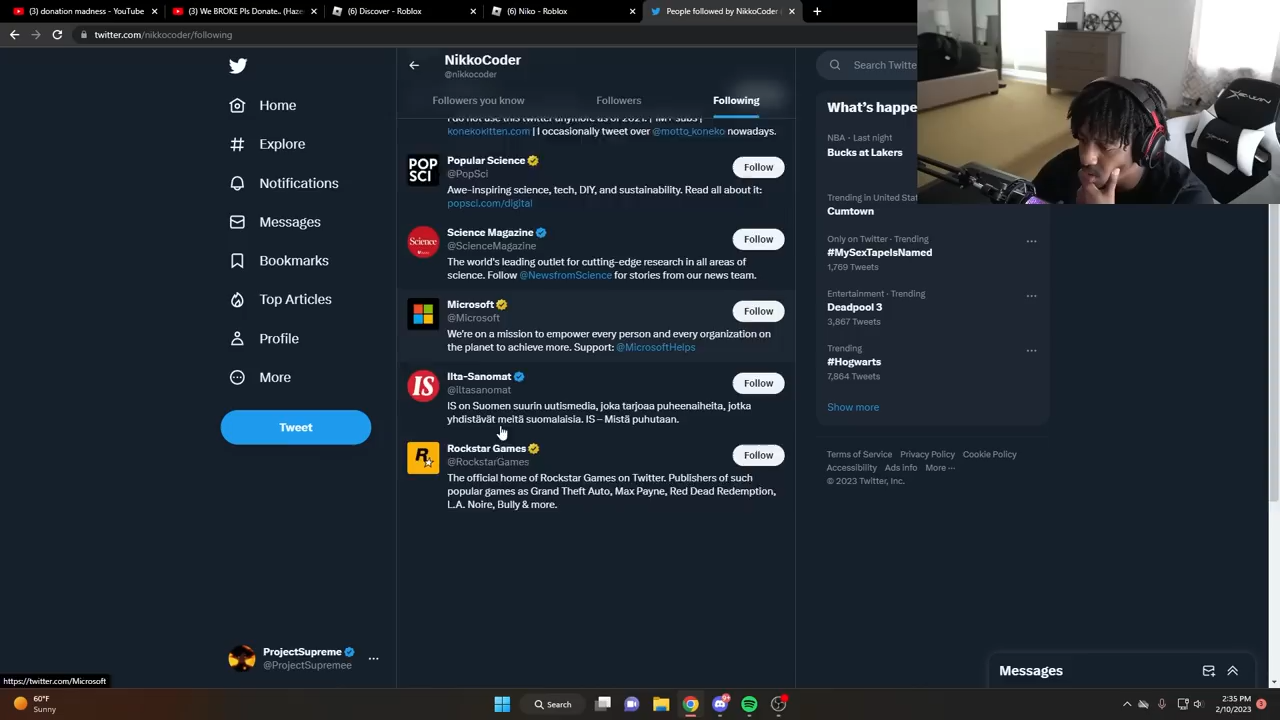 (3) donation madness - YouTube
(3) We BROKE Pls Donate.. (Haze
(6) Discover - Roblox
(6) Niko - Roblox
People followed by NikkoCoder
twitter.com/nikkocoder/following
NikkoCoder
@nikkocoder
Followers you know
Followers
Following
Home
Explore
Notifications
Messages
Bookmarks
Top Articles
Profile
More
Tweet
ProjectSupreme
@ProjectSupremee
https://twitter.com/Microsoft
I do not use this twitter anymore as of 2021. | 1M+ subs |
konekokitten.com | I occasionally tweet over @motto_koneko nowadays.
POP
SCI
Popular Science
@PopSci
Follow
Awe-inspiring science, tech, DIY, and sustainability. Read all about it:
popsci.com/digital
Science
Science Magazine
@ScienceMagazine
Follow
The world's leading outlet for cutting-edge research in all areas of
science. Follow @NewsfromScience for stories from our news team.
Microsoft
@Microsoft
Follow
We're on a mission to empower every person and every organization on
the planet to achieve more. Support: @MicrosoftHelps
IS
Ilta-Sanomat
@iltasanomat
Follow
IS on Suomen suurin uutismedia, joka tarjoaa puheenaiheita, jotka
yhdistävät meitä suomalaisia. IS – Mistä puhutaan.
R
Rockstar Games
@RockstarGames
Follow
The official home of Rockstar Games on Twitter. Publishers of such
popular games as Grand Theft Auto, Max Payne, Red Dead Redemption,
L.A. Noire, Bully & more.
Search Twitte
What's happe
NBA · Last night
Bucks at Lakers
Trending in United Stat
Cumtown
Only on Twitter · Trending
#MySexTapeIsNamed
1,769 Tweets
Entertainment · Trending
Deadpool 3
3,867 Tweets
Trending
#Hogwarts
7,864 Tweets
Show more
Terms of Service Privacy Policy Cookie Policy
Accessibility Ads info More ···
© 2023 Twitter, Inc.
Messages
60°F
Sunny
Search
2:35 PM
2/10/2023